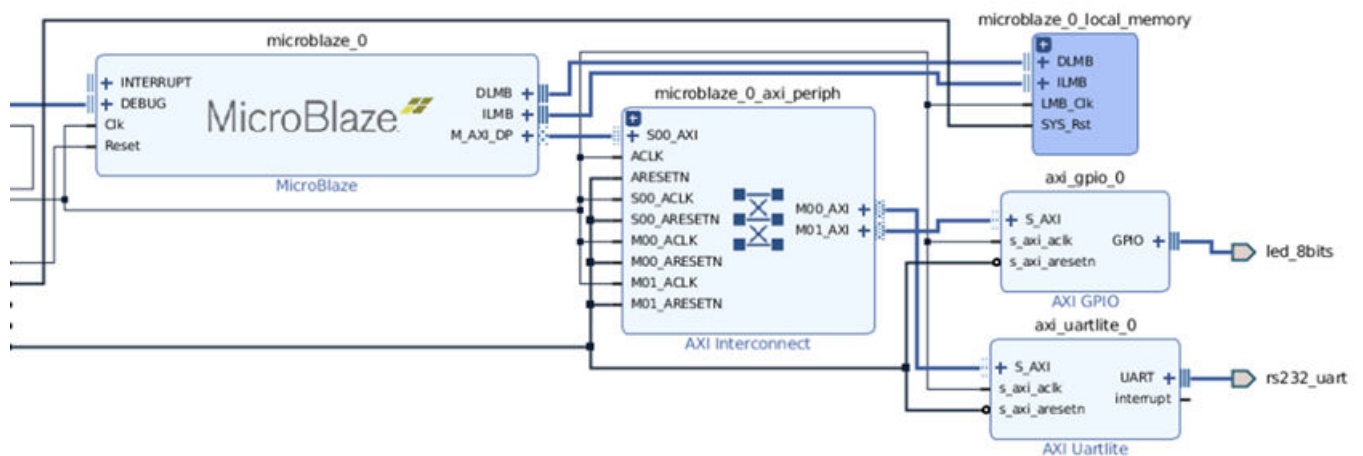 microblaze_0
INTERRUPT
DEBUG
Clk
Reset
MicroBlaze
DLMB
ILMB
M_AXI_DP
MicroBlaze
microblaze_0_axi_periph
S00_AXI
ACLK
ARESETN
S00_ACLK
S00_ARESETN
M00_ACLK
M00_ARESETN
M01_ACLK
M01_ARESETN
M00_AXI
M01_AXI
AXI Interconnect
microblaze_0_local_memory
DLMB
ILMB
LMB_Clk
SYS_Rst
axi_gpio_0
S_AXI
s_axi_aclk
s_axi_aresetn
GPIO
AXI GPIO
led_8bits
axi_uartlite_0
S_AXI
s_axi_aclk
s_axi_aresetn
UART
interrupt
AXI Uartlite
rs232_uart